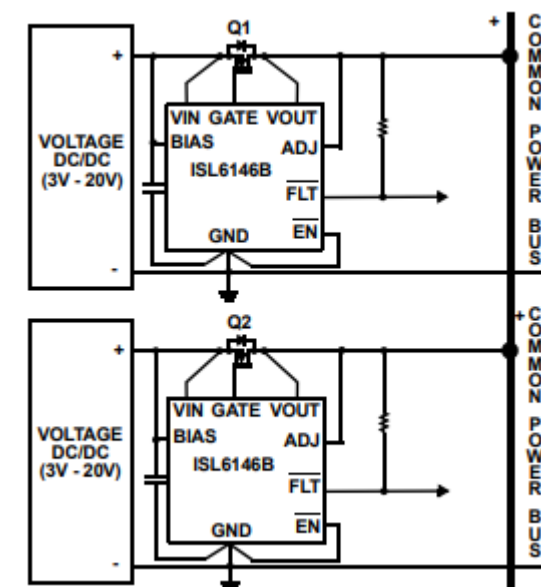 Q1
+
+
VIN GATE VOUT
BIAS
ADJ
VOLTAGE
DC/DC
(3V - 20V)
ISL6146B
FLT
EN
GND
-
COMMON POWER BUS
Q2
+
+
VIN GATE VOUT
BIAS
ADJ
VOLTAGE
DC/DC
(3V - 20V)
ISL6146B
FLT
EN
GND
-
COMMON POWER BUS